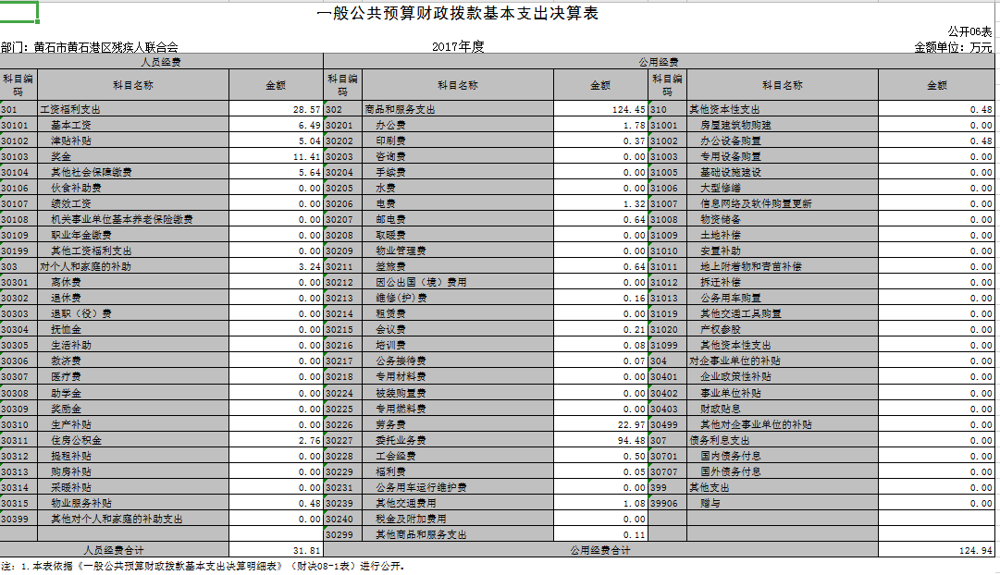 一般公共预算财政拨款基本支出决算表
公开06表
部门：黄石市黄石港区残疾人联合会 2017年度 金额单位：万元
人员经费 公用经费
科目编码 科目名称 金额 科目编码 科目名称 金额 科目编码 科目名称 金额
301 工资福利支出 28.57 302 商品和服务支出 124.45 310 其他资本性支出 0.48
30101 基本工资 6.49 30201 办公费 1.78 31001 房屋建筑物购建 0.00
30102 津贴补贴 5.04 30202 印刷费 0.37 31002 办公设备购置 0.48
30103 奖金 11.41 30203 咨询费 0.00 31003 专用设备购置 0.00
30104 其他社会保障缴费 5.64 30204 手续费 0.00 31005 基础设施建设 0.00
30106 伙食补助费 0.00 30205 水费 0.00 31006 大型修缮 0.00
30107 绩效工资 0.00 30206 电费 1.32 31007 信息网络及软件购置更新 0.00
30108 机关事业单位基本养老保险缴费 0.00 30207 邮电费 0.64 31008 物资储备 0.00
30109 职业年金缴费 0.00 30208 取暖费 0.00 31009 土地补偿 0.00
30199 其他工资福利支出 0.00 30209 物业管理费 0.00 31010 安置补助 0.00
303 对个人和家庭的补助 3.24 30211 差旅费 0.64 31011 地上附着物和青苗补偿 0.00
30301 离休费 0.00 30212 因公出国（境）费用 0.00 31012 拆迁补偿 0.00
30302 退休费 0.00 30213 维修(护)费 0.16 31013 公务用车购置 0.00
30303 退职（役）费 0.00 30214 租赁费 0.00 31019 其他交通工具购置 0.00
30304 抚恤金 0.00 30215 会议费 0.21 31020 产权参股 0.00
30305 生活补助 0.00 30216 培训费 0.08 31099 其他资本性支出 0.00
30306 救济费 0.00 30217 公务接待费 0.07 304 对企事业单位的补贴 0.00
30307 医疗费 0.00 30218 专用材料费 0.00 30401 企业政策性补贴 0.00
30308 助学金 0.00 30224 被装购置费 0.00 30402 事业单位补贴 0.00
30309 奖励金 0.00 30225 专用燃料费 0.00 30403 财政贴息 0.00
30310 生产补贴 0.00 30226 劳务费 22.97 30499 其他对企事业单位的补贴 0.00
30311 住房公积金 2.76 30227 委托业务费 94.48 307 债务利息支出 0.00
30312 提租补贴 0.00 30228 工会经费 0.50 30701 国内债务付息 0.00
30313 购房补贴 0.00 30229 福利费 0.05 30707 国外债务付息 0.00
30314 采暖补贴 0.00 30231 公务用车运行维护费 0.00 399 其他支出 0.00
30315 物业服务补贴 0.48 30239 其他交通费用 1.08 39906 赠与 0.00
30399 其他对个人和家庭的补助支出 0.00 30240 税金及附加费用 0.00
30299 其他商品和服务支出 0.11
人员经费合计 31.81 公用经费合计 124.94
注：1.本表依据《一般公共预算财政拨款基本支出决算明细表》（财决08-1表）进行公开。